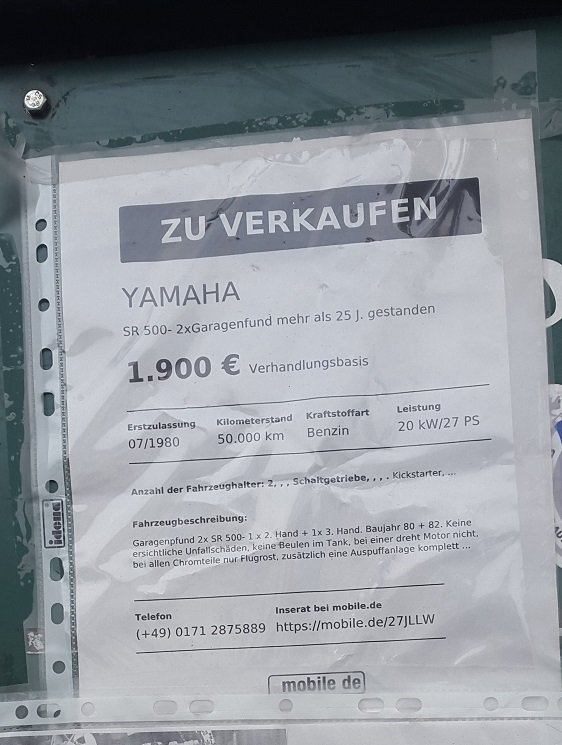 ZU VERKAUFEN
YAMAHA
SR 500- 2xGaragenfund mehr als 25 J. gestanden
1.900 € Verhandlungsbasis
Erstzulassung Kilometerstand Kraftstoffart Leistung
07/1980 50.000 km Benzin 20 kW/27 PS
Anzahl der Fahrzeughalter: 2, , , Schaltgetriebe, , , . Kickstarter, ...
Fahrzeugbeschreibung:
Garagenpfund 2x SR 500- 1 x 2. Hand + 1x 3. Hand. Baujahr 80 + 82. Keine
ersichtliche Unfallschäden, keine Beulen im Tank, bei einer dreht Motor nicht,
bei allen Chromteile nur Flugrost, zusätzlich eine Auspuffanlage komplett ...
Telefon Inserat bei mobile.de
(+49) 0171 2875889 https://mobile.de/27JLLW
mobile de
idena